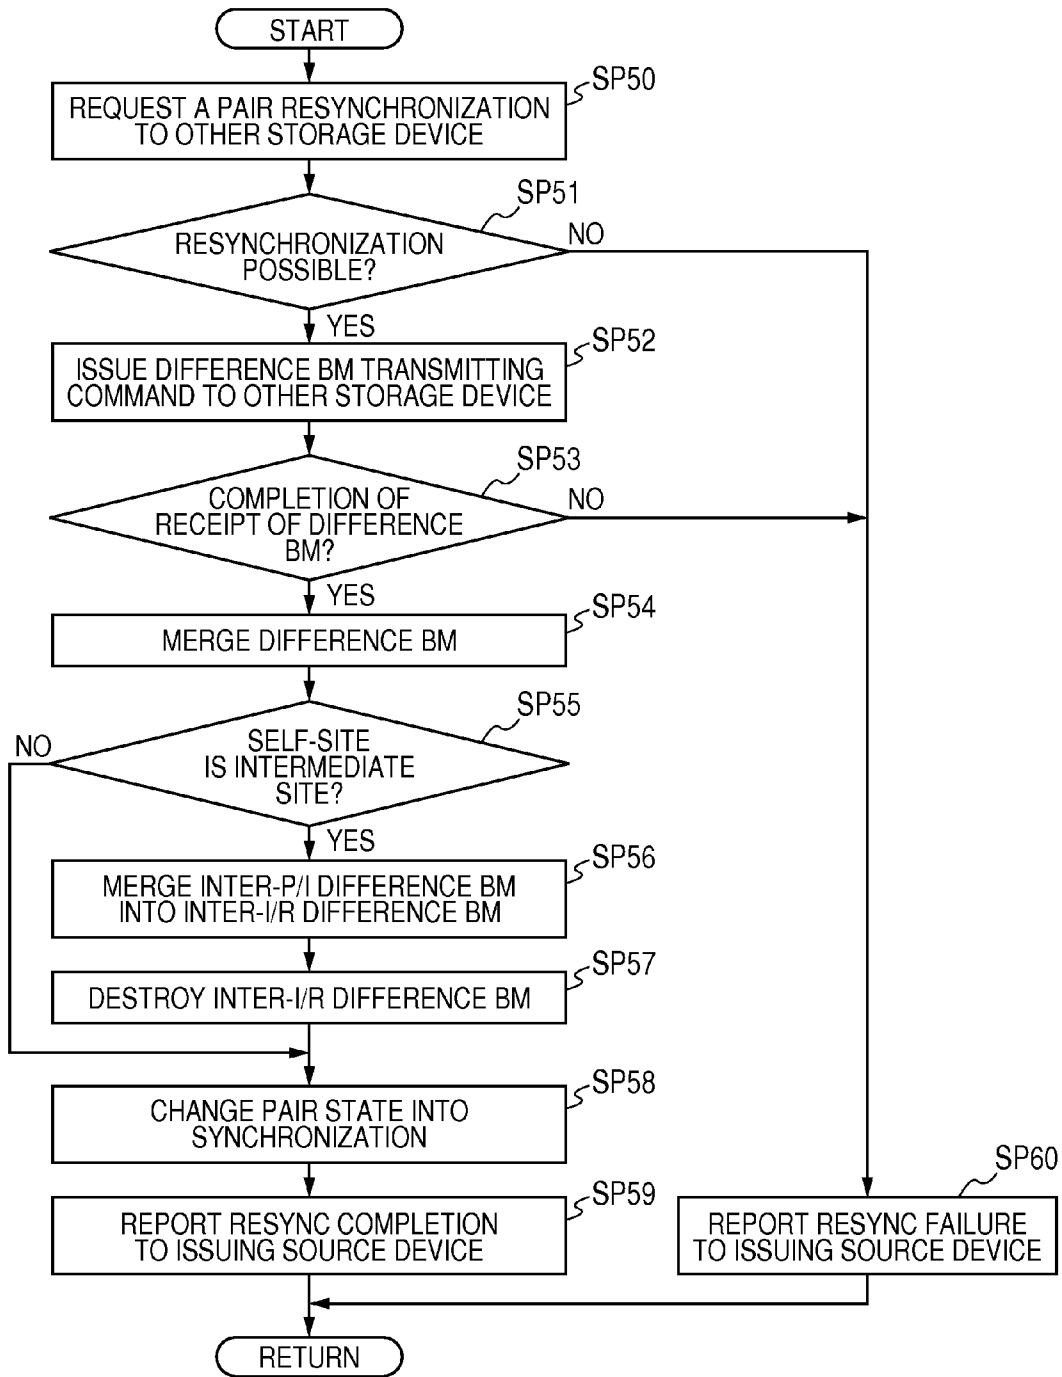 START
SP50
REQUEST A PAIR RESYNCHRONIZATION
TO OTHER STORAGE DEVICE
SP51
RESYNCHRONIZATION
POSSIBLE?
NO
YES
SP52
ISSUE DIFFERENCE BM TRANSMITTING
COMMAND TO OTHER STORAGE DEVICE
SP53
COMPLETION OF
RECEIPT OF DIFFERENCE
BM?
NO
YES
SP54
MERGE DIFFERENCE BM
SP55
NO
SELF-SITE
IS INTERMEDIATE
SITE?
YES
SP56
MERGE INTER-P/I DIFFERENCE BM
INTO INTER-I/R DIFFERENCE BM
SP57
DESTROY INTER-I/R DIFFERENCE BM
SP58
CHANGE PAIR STATE INTO
SYNCHRONIZATION
SP59
REPORT RESYNC COMPLETION
TO ISSUING SOURCE DEVICE
SP60
REPORT RESYNC FAILURE
TO ISSUING SOURCE DEVICE
RETURN